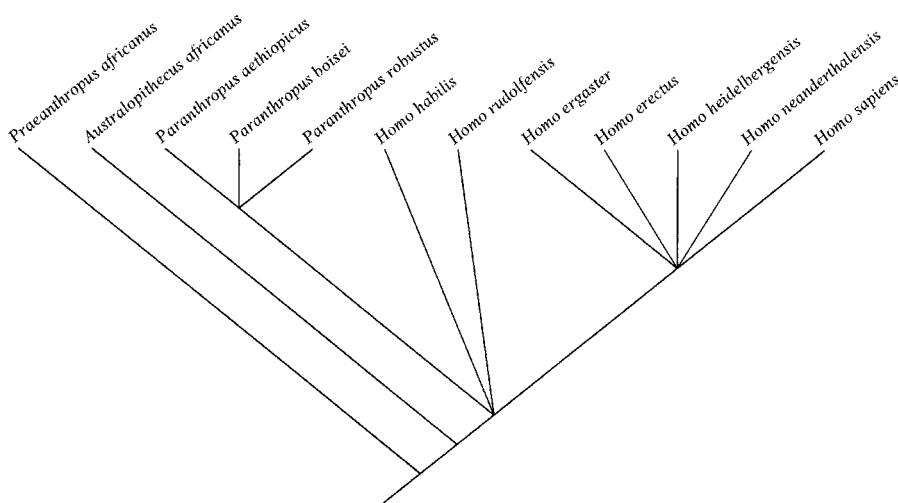 Praeanthropus africanus
Australopithecus africanus
Paranthropus aethiopicus
Paranthropus boisei
Paranthropus robustus
Homo habilis
Homo rudolfensis
Homo ergaster
Homo erectus
Homo heidelbergensis
Homo neanderthalensis
Homo sapiens